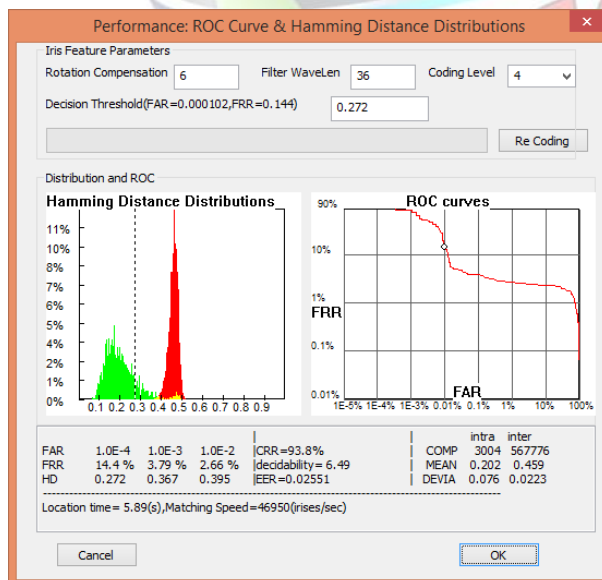 Performance: ROC Curve & Hamming Distance Distributions
Iris Feature Parameters
Rotation Compensation 6 Filter WaveLen 36 Coding Level 4
Decision Threshold(FAR=0.000102,FRR=0.144) 0.272
Re Coding
Distribution and ROC
Hamming Distance Distributions
11%
10%
8%
7%
6%
5%
4%
2%
1%
0%
0.1 0.2 0.3 0.4 0.5 0.6 0.7 0.8 0.9
ROC curves
90%
10%
1%
FRR
0.1%
FAR
0.01%
1E-5% 1E-4% 1E-3% 0.01% 0.1% 1% 10% 100%
| | intra inter
FAR 1.0E-4 1.0E-3 1.0E-2 |CRR=93.8% | COMP 3004 567776
FRR 14.4 % 3.79 % 2.66 % |decidability= 6.49 | MEAN 0.202 0.459
HD 0.272 0.367 0.395 |EER=0.02551 | DEVIA 0.076 0.0223
Location time= 5.89(s),Matching Speed=46950(irises/sec)
Cancel OK